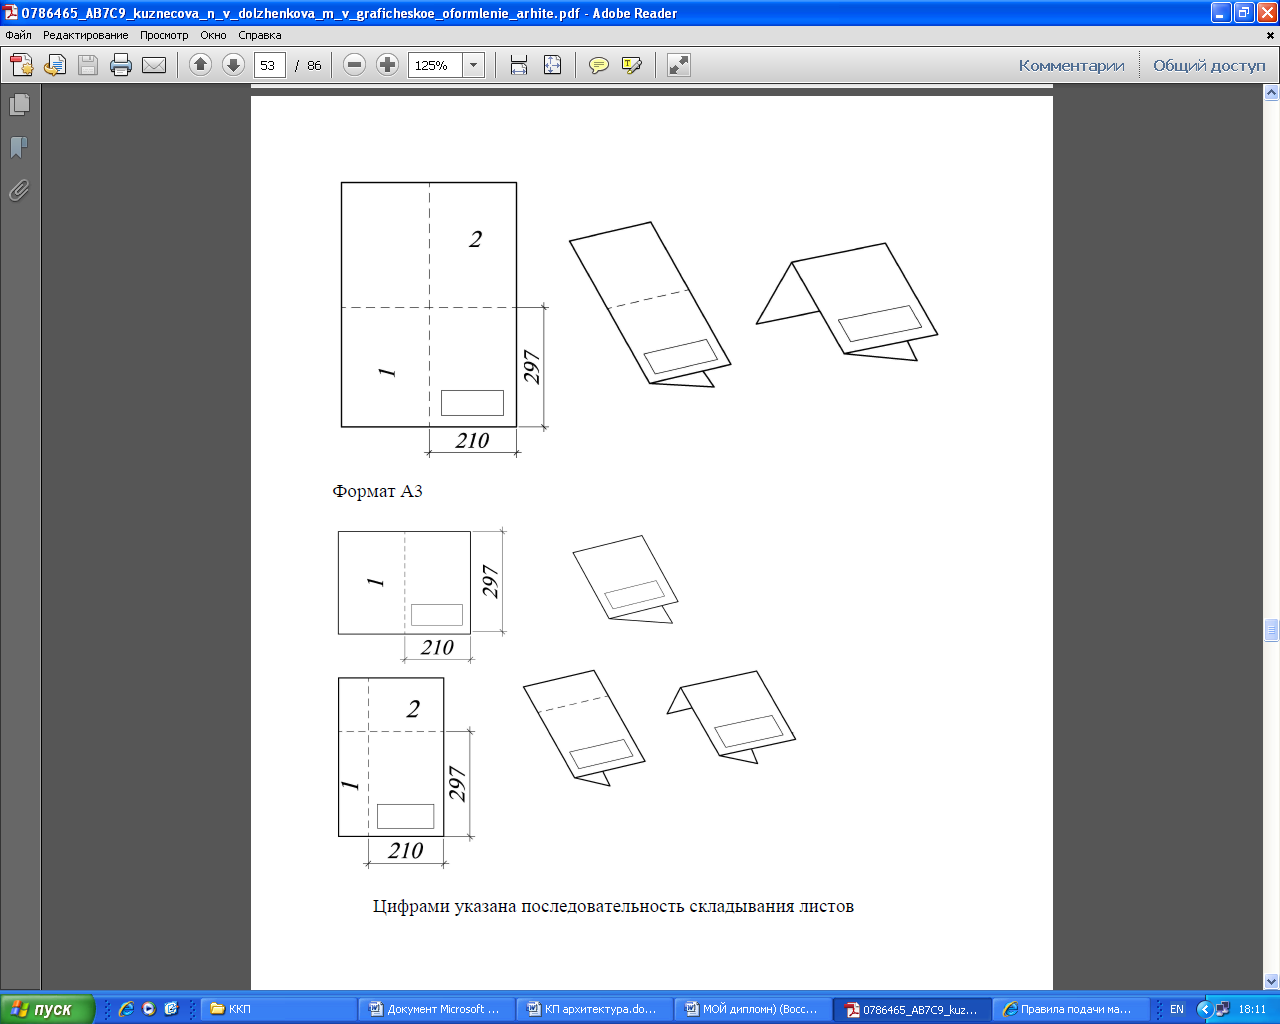 0786465_AB7C9_kuznecova_n_v_dolzhenkova_m_v_graficheskoe_oformlenie_arhite.pdf - Adobe Reader
Файл Редактирование Просмотр Окно Справка
53 / 86 125% Комментарии Общий доступ
2
1
297
210
Формат А3
1
297
210
2
1
297
210
Цифрами указана последовательность складывания листов
пуск ККП Документ Microsoft ... КП архитектура.do... МОЙ дипломн) (Восс... 0786465_AB7C9_kuz... Правила подачи ма... EN 18:11